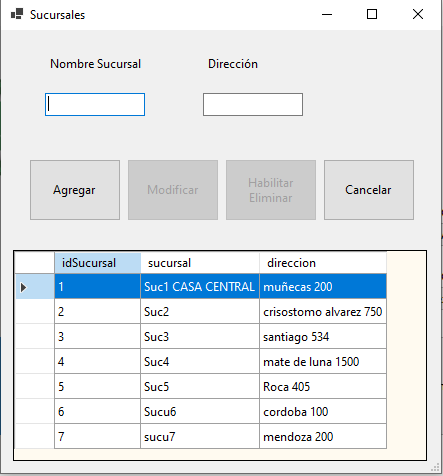 Sucursales
Nombre Sucursal Dirección
Agregar Modificar Habilitar Eliminar Cancelar
idSucursal sucursal direccion
1 Suc1 CASA CENTRAL muñecas 200
2 Suc2 crisostomo alvarez 750
3 Suc3 santiago 534
4 Suc4 mate de luna 1500
5 Suc5 Roca 405
6 Sucu6 cordoba 100
7 sucu7 mendoza 200